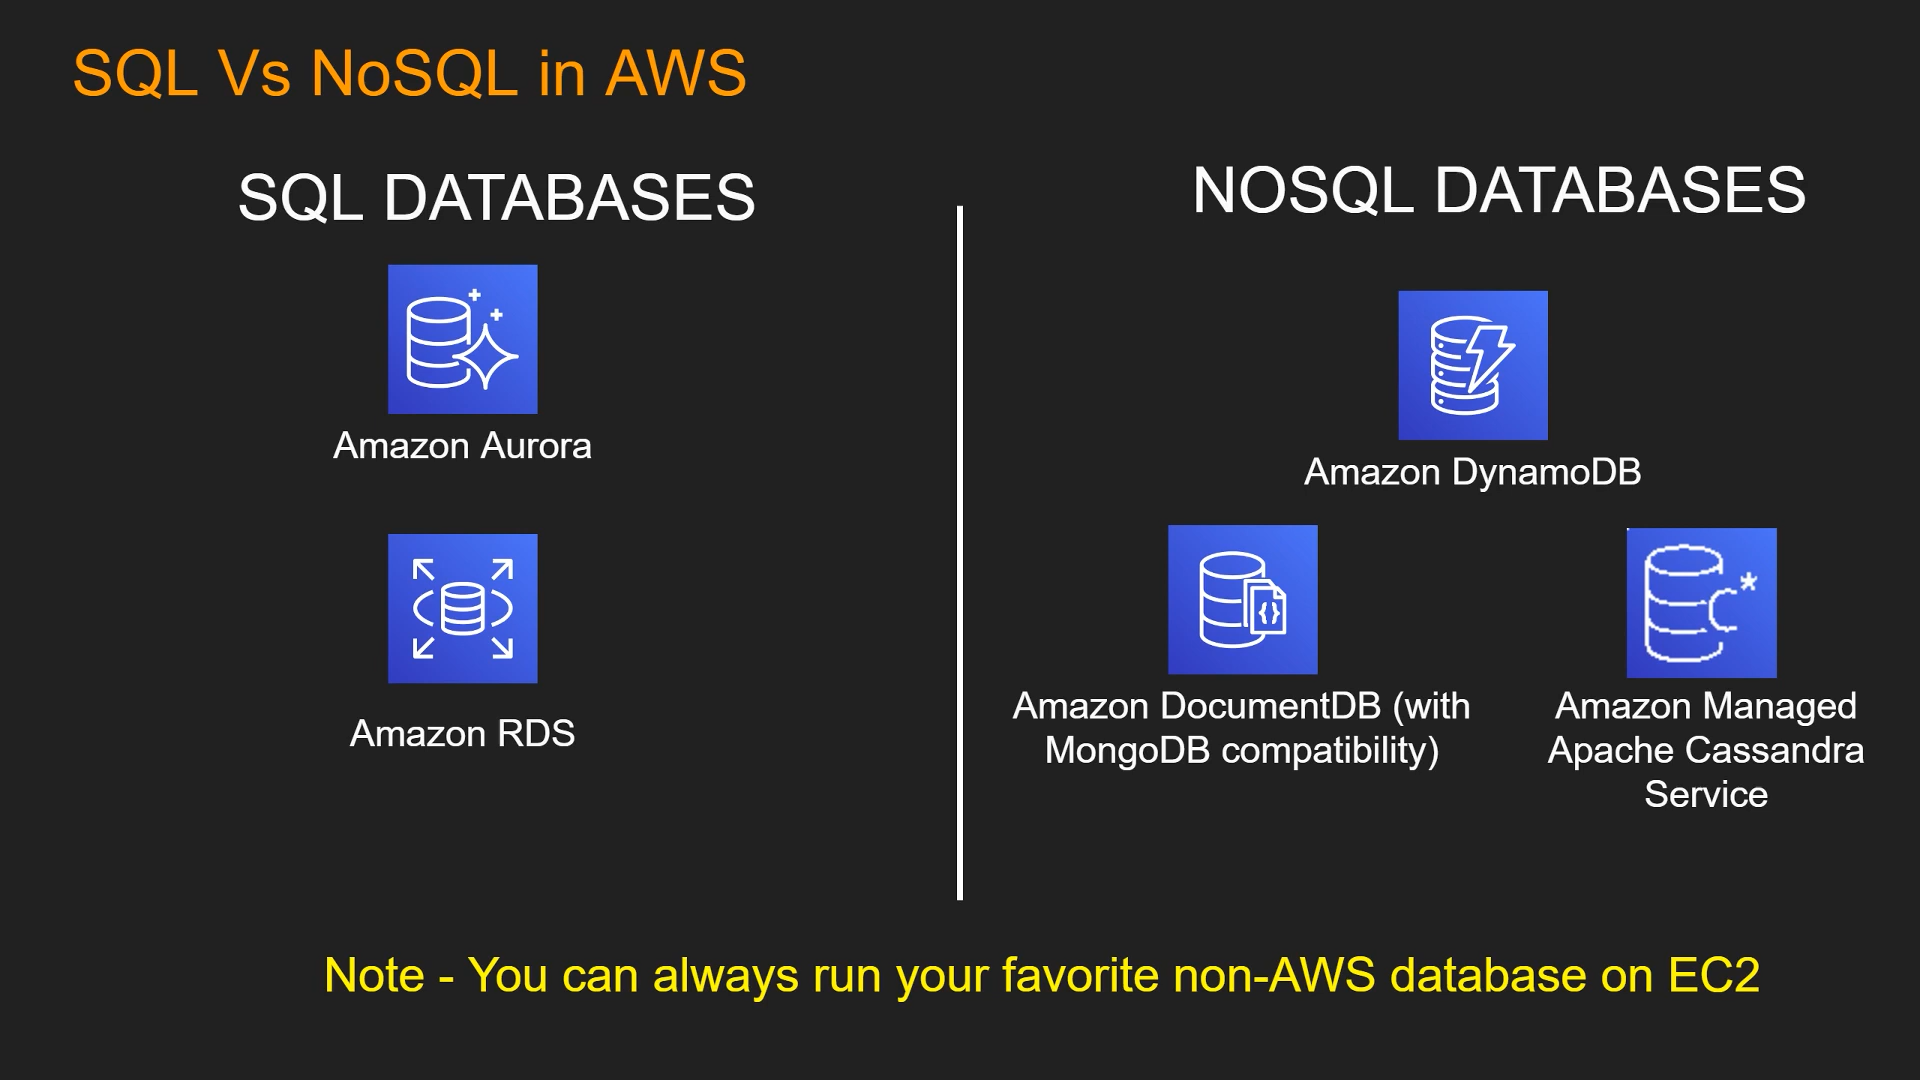 SQL Vs NoSQL in AWS
SQL DATABASES
Amazon Aurora
Amazon RDS
NOSQL DATABASES
Amazon DynamoDB
Amazon DocumentDB (with
MongoDB compatibility)
Amazon Managed
Apache Cassandra
Service
Note - You can always run your favorite non-AWS database on EC2